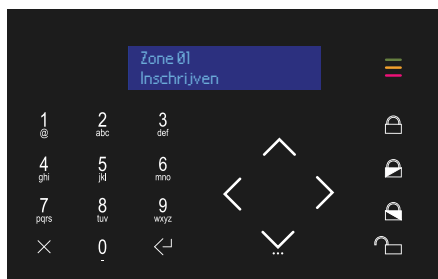 Zone 01
Inschrijven
1 2 3
@ abc def
4 5 6
ghi jkl mno
7 8 9
pqrs tuv wxyz
0
-
...